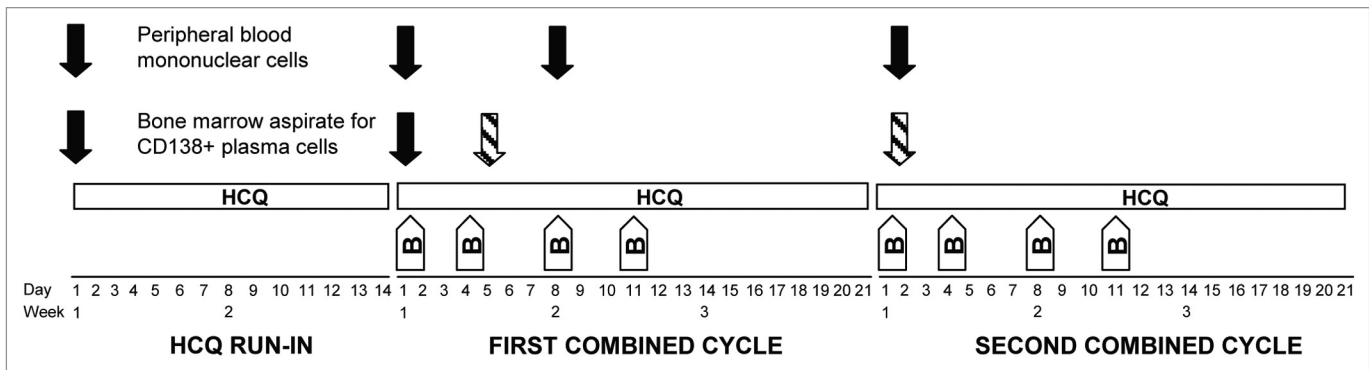 Peripheral blood
mononuclear cells
Bone marrow aspirate for
CD138+ plasma cells
HCQ HCQ HCQ
B B B B B B B B
Day 1 2 3 4 5 6 7 8 9 10 11 12 13 14 1 2 3 4 5 6 7 8 9 10 11 12 13 14 15 16 17 18 19 20 21 1 2 3 4 5 6 7 8 9 10 11 12 13 14 15 16 17 18 19 20 21
Week 1 2 1 2 3 1 2 3
HCQ RUN-IN FIRST COMBINED CYCLE SECOND COMBINED CYCLE